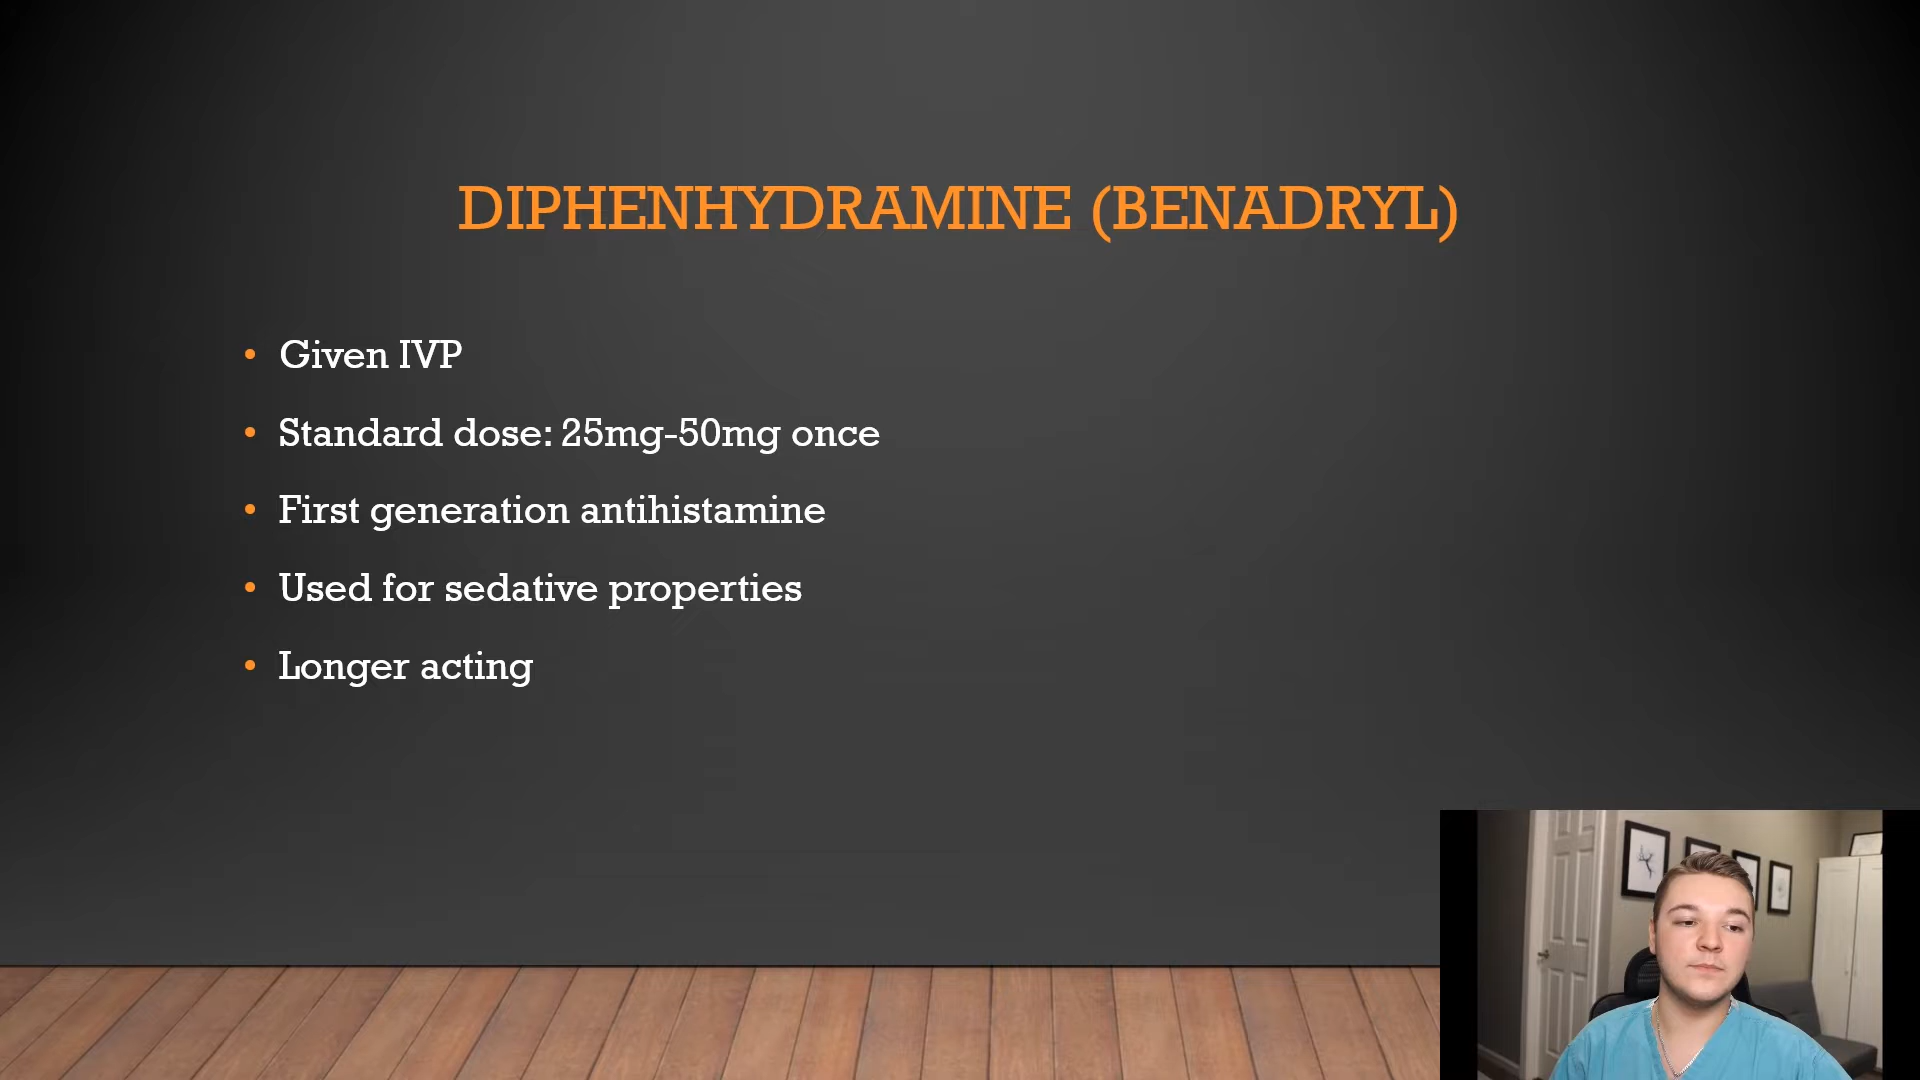 DIPHENHYDRAMINE (BENADRYL)
• Given IVP
• Standard dose: 25mg-50mg once
• First generation antihistamine
• Used for sedative properties
• Longer acting